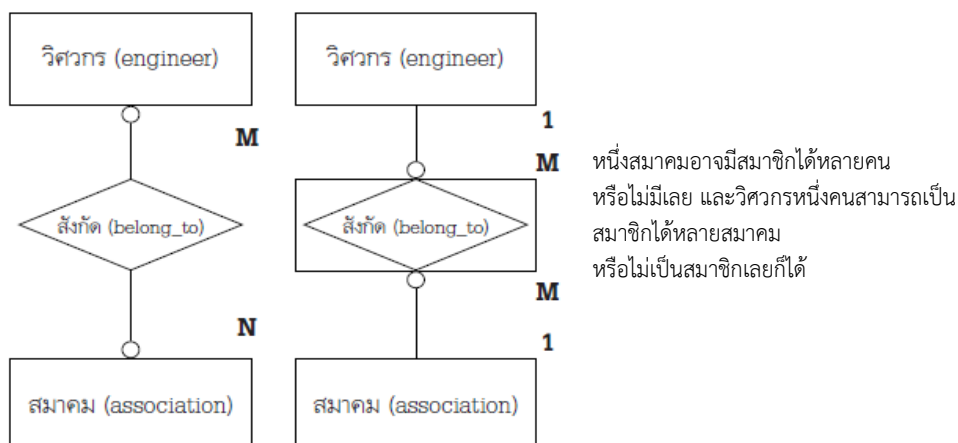 วิศวกร (engineer)
วิศวกร (engineer)
M
1
M
สังกัด (belong_to)
สังกัด (belong_to)
หนึ่งสมาคมอาจมีสมาชิกได้หลายคน
หรือไม่มีเลย และวิศวกรหนึ่งคนสามารถเป็น
สมาชิกได้หลายสมาคม
หรือไม่เป็นสมาชิกเลยก็ได้
N
M
1
สมาคม (association)
สมาคม (association)